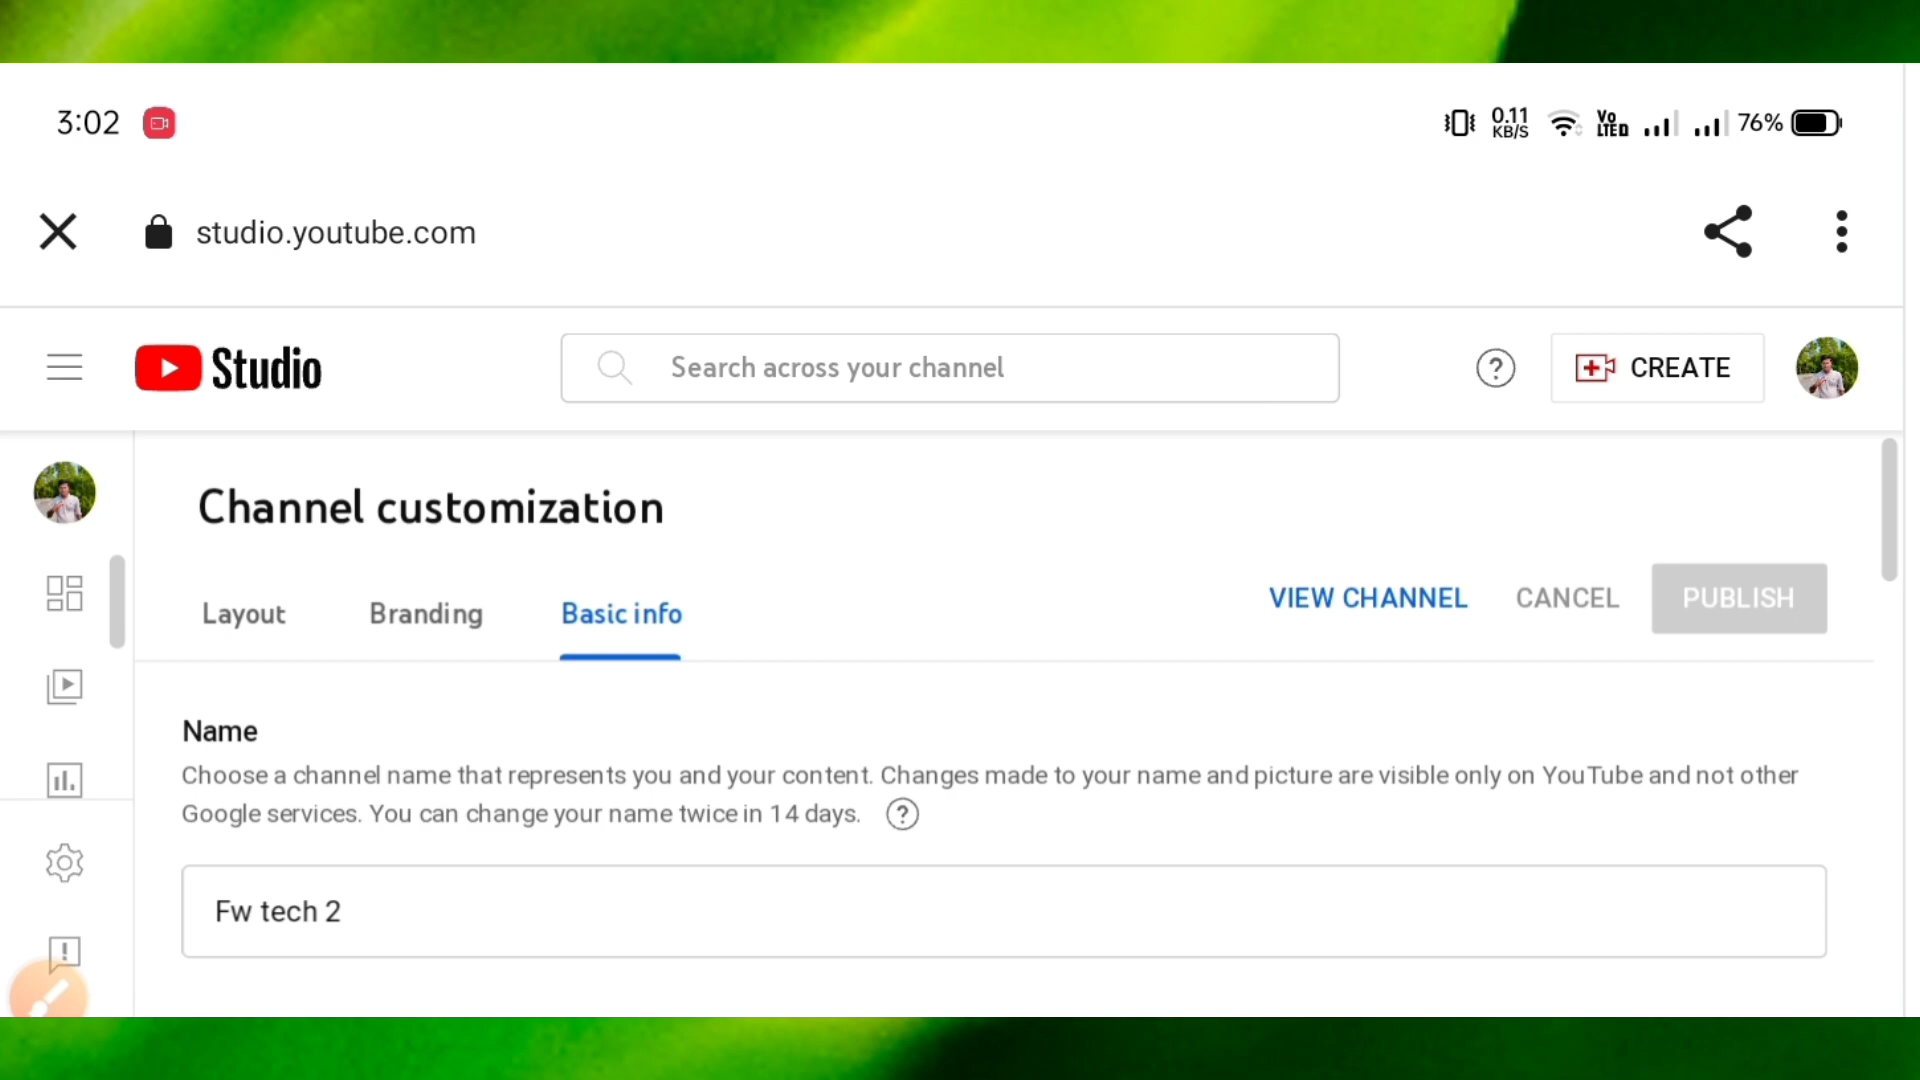 3:02
0.11 KB/S VoLTED 76%
studio.youtube.com
Studio
Search across your channel
? CREATE
Channel customization
Layout Branding Basic info
VIEW CHANNEL CANCEL PUBLISH
Name
Choose a channel name that represents you and your content. Changes made to your name and picture are visible only on YouTube and not other
Google services. You can change your name twice in 14 days. ?
Fw tech 2